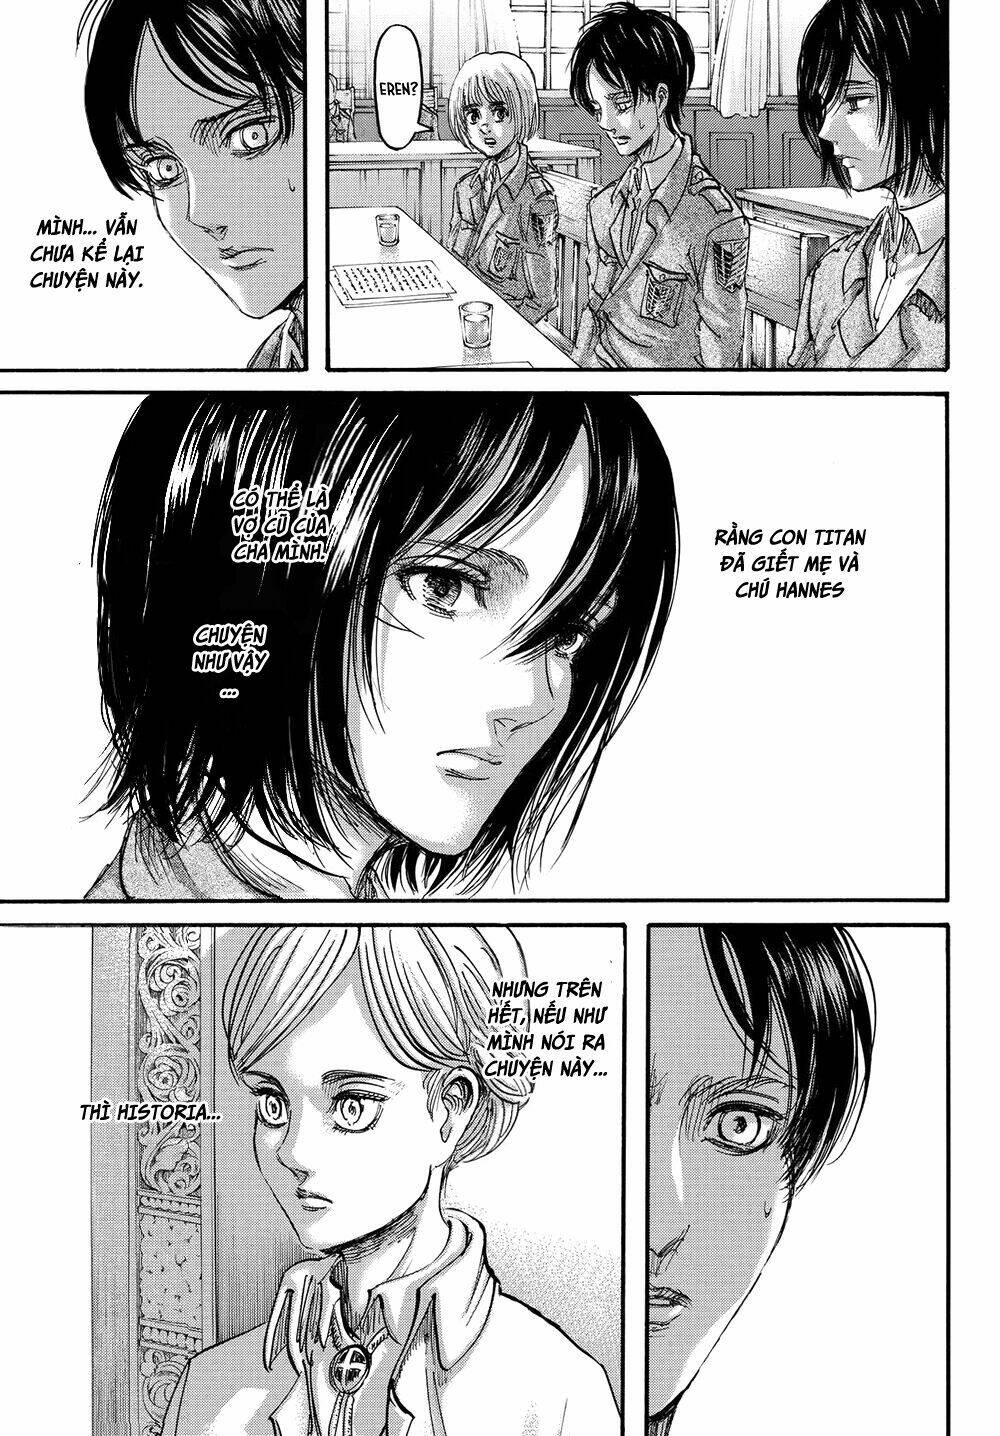 EREN?
MÌNH... VẪN
CHƯA KỂ LẠI
CHUYỆN NÀY.
RẰNG CON TITAN
ĐÃ GIẾT MẸ VÀ
CHÚ HANNES
CÓ THỂ LÀ
VỢ CŨ CỦA
CHA MÌNH.
CHUYỆN
NHƯ VẬY
...
NHƯNG TRÊN
HẾT, NẾU NHƯ
MÌNH NÓI RA
CHUYỆN NÀY...
THÌ HISTORIA...